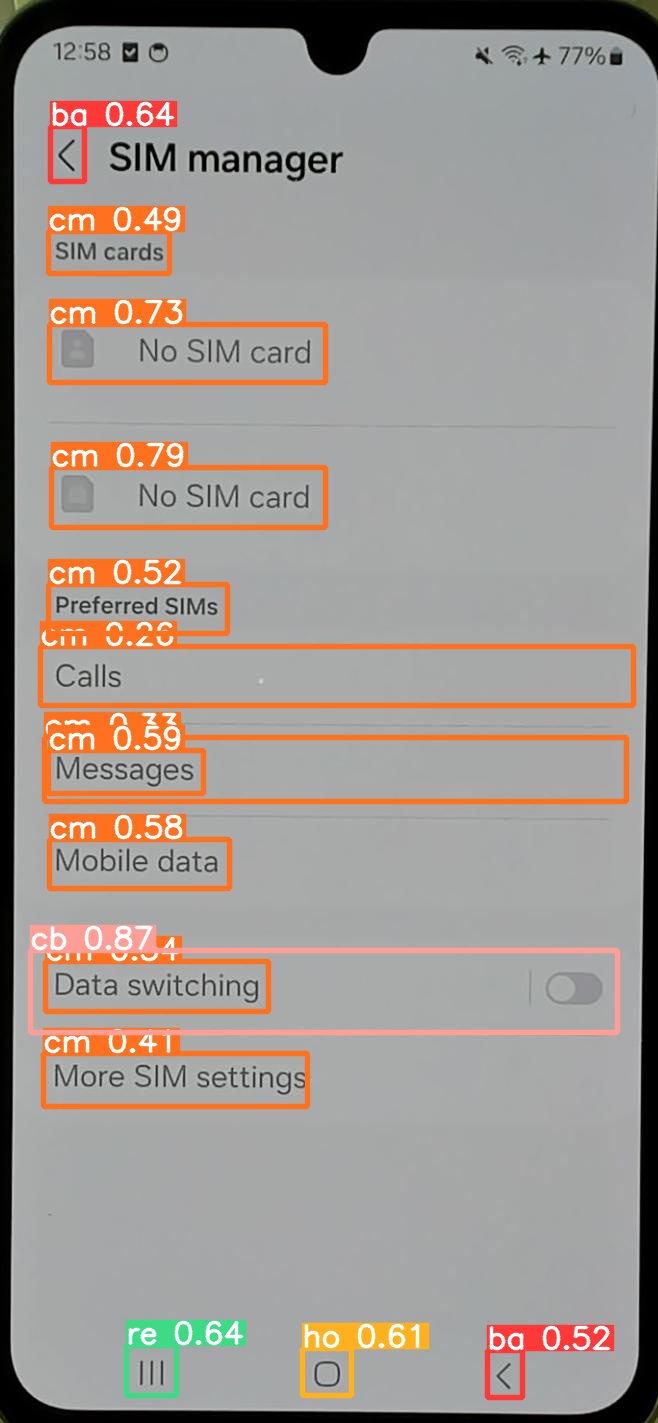 12:58 77%
ba 0.64
SIM manager
cm 0.49
SIM cards
cm 0.73
No SIM card
cm 0.79
No SIM card
cm 0.52
Preferred SIMs
cm 0.26
Calls
cm 0.33
cm 0.59
Messages
cm 0.58
Mobile data
cb 0.87
Data switching
cm 0.41
More SIM settings
re 0.64 ho 0.61 ba 0.52